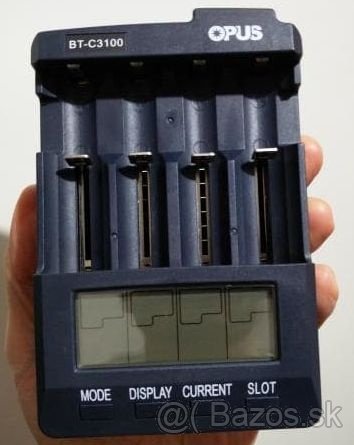 BT-C3100 OPUS
MODE DISPLAY CURRENT SLOT
@ Bazos.sk